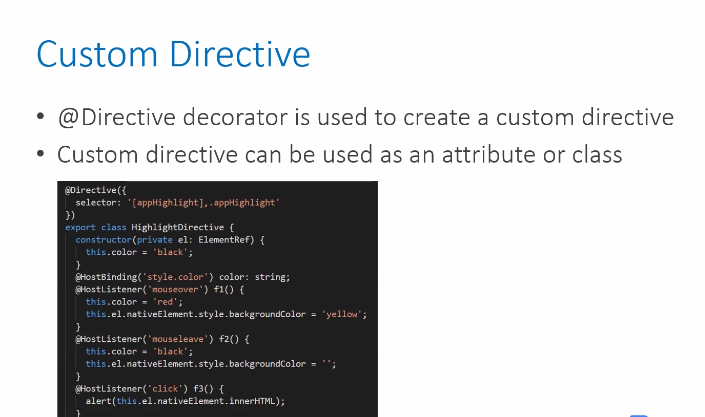 Custom Directive
• @Directive decorator is used to create a custom directive
• Custom directive can be used as an attribute or class
@Directive({
  selector: '[appHighlight],.appHighlight'
})
export class HighlightDirective {
  constructor(private el: ElementRef) {
    this.color = 'black';
  }
  @HostBinding('style.color') color: string;
  @HostListener('mouseover') f1() {
    this.color = 'red';
    this.el.nativeElement.style.backgroundColor = 'yellow';
  }
  @HostListener('mouseleave') f2() {
    this.color = 'black';
    this.el.nativeElement.style.backgroundColor = '';
  }
  @HostListener('click') f3() {
    alert(this.el.nativeElement.innerHTML);
  }